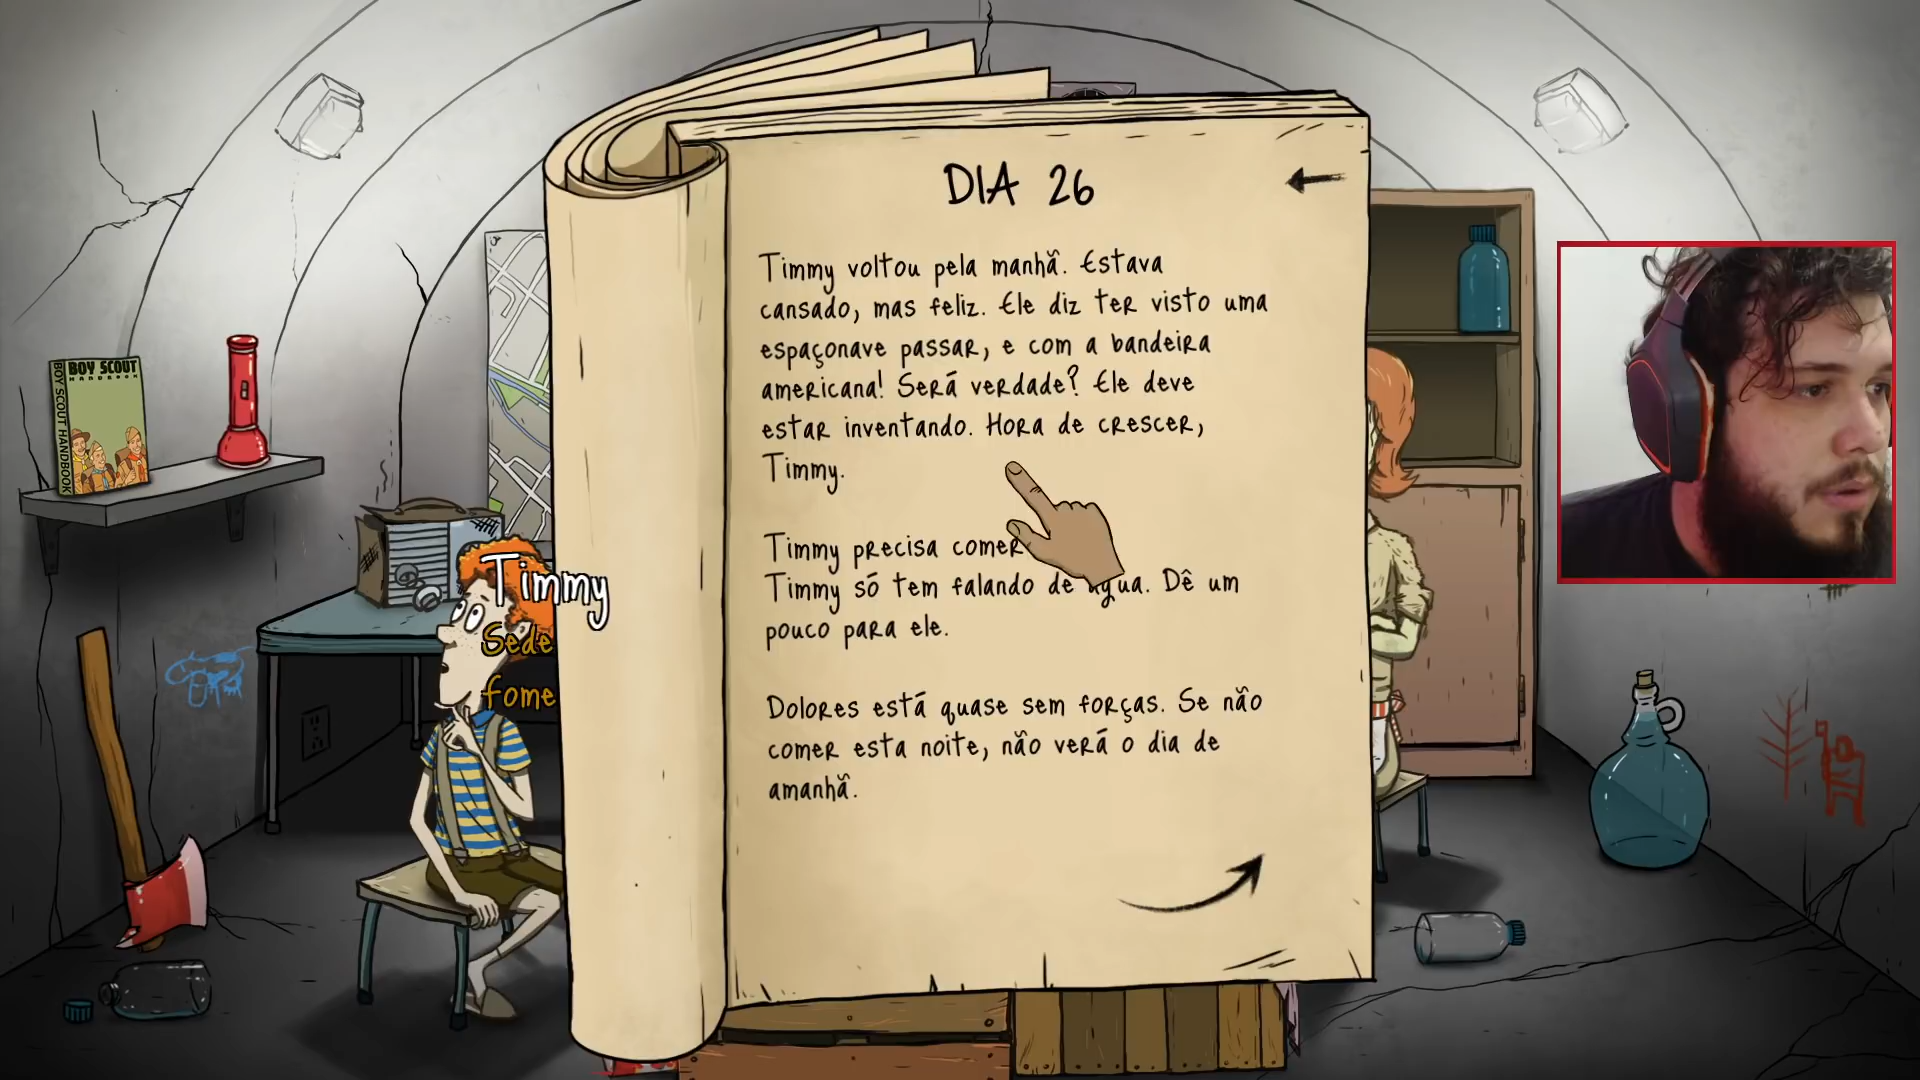 DIA 26
Timmy voltou pela manhã. Estava
cansado, mas feliz. Ele diz ter visto uma
espaçonave passar, e com a bandeira
americana! Será verdade? Ele deve
estar inventando. Hora de crescer,
Timmy.
Timmy precisa comer
Timmy só tem falando de água. Dê um
pouco para ele.
Dolores está quase sem forças. Se não
comer esta noite, não verá o dia de
amanhã.
BOY SCOUT
HANDBOOK
BOY SCOUT HANDBOOK
Timmy
Sede
Fome